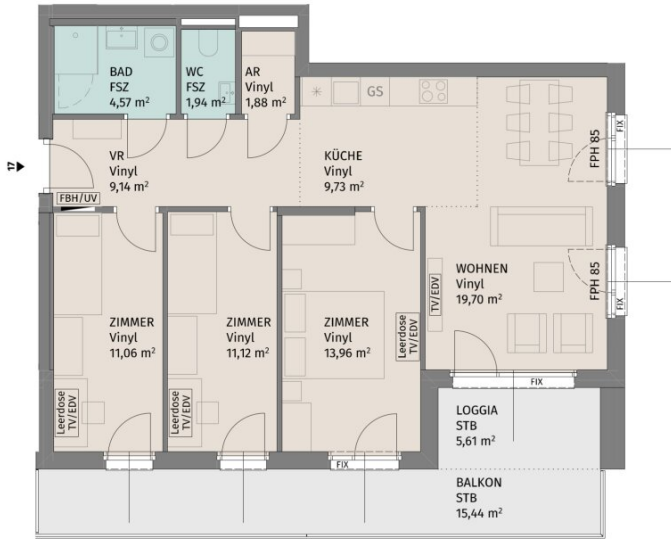 BAD
FSZ
4,57 m²
WC
FSZ
1,94 m²
AR
Vinyl
1,88 m²
GS
17
VR
Vinyl
9,14 m²
KÜCHE
Vinyl
9,73 m²
FBH/UV
FIX
FPH 85
WOHNEN
Vinyl
19,70 m²
TV/EDV
FPH 85
FIX
ZIMMER
Vinyl
11,06 m²
Leerdose
TV/EDV
ZIMMER
Vinyl
11,12 m²
Leerdose
TV/EDV
ZIMMER
Vinyl
13,96 m²
Leerdose
TV/EDV
FIX
FIX
LOGGIA
STB
5,61 m²
BALKON
STB
15,44 m²